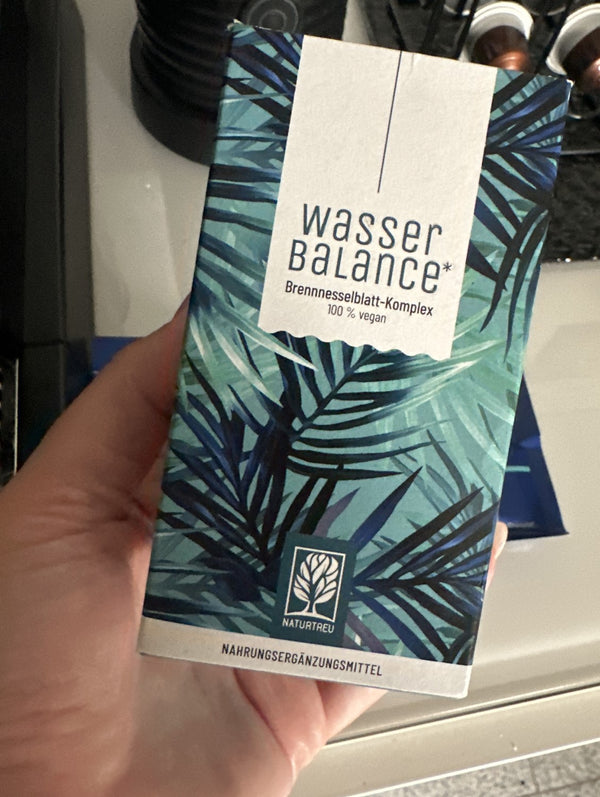 wasser
BaLance*
Brennnesselblatt-Komplex
100 % vegan
NATURTREU
NAHRUNGSERGÄNZUNGSMITTEL